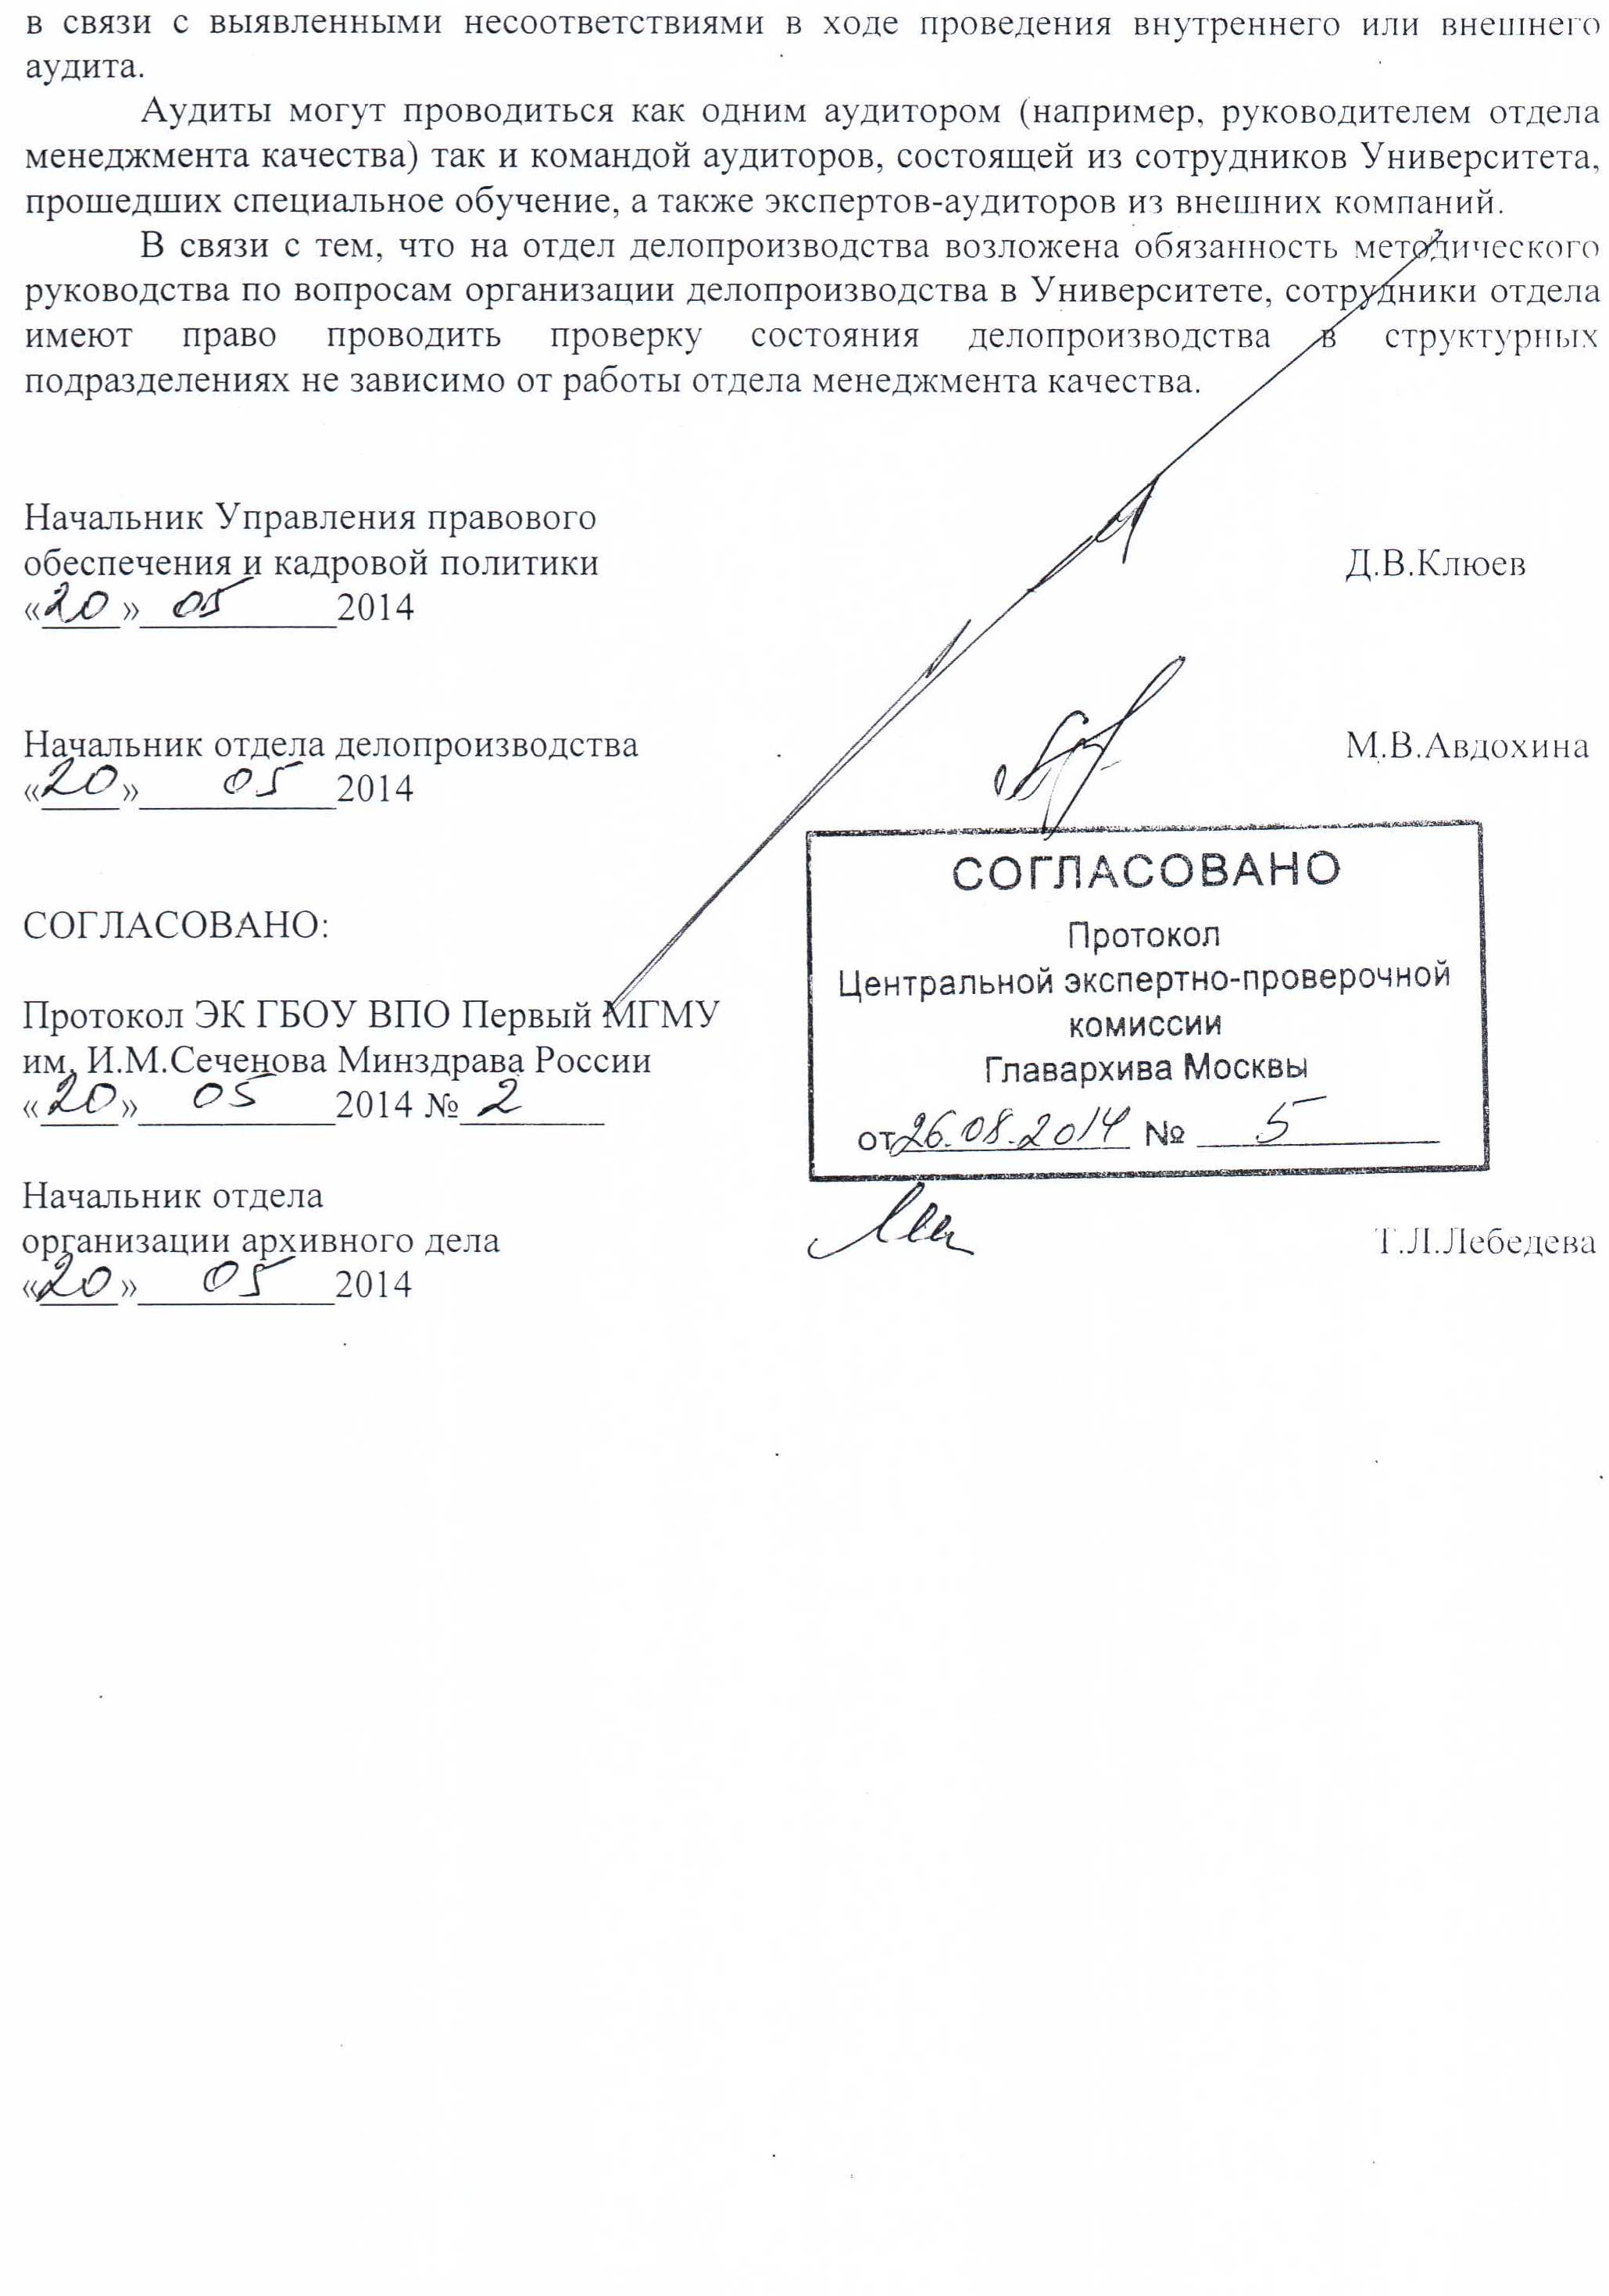 в связи с выявленными несоответствиями в ходе проведения внутреннего или внешнего
аудита.
Аудиты могут проводиться как одним аудитором (например, руководителем отдела
менеджмента качества) так и командой аудиторов, состоящей из сотрудников Университета,
прошедших специальное обучение, а также экспертов-аудиторов из внешних компаний.
В связи с тем, что на отдел делопроизводства возложена обязанность методического
руководства по вопросам организации делопроизводства в Университете, сотрудники отдела
имеют право проводить проверку состояния делопроизводства в структурных
подразделениях не зависимо от работы отдела менеджмента качества.
Начальник Управления правового
обеспечения и кадровой политики Д.В.Клюев
«20» 05 2014
Начальник отдела делопроизводства М.В.Авдохина
«20» 05 2014
СОГЛАСОВАНО:
Протокол ЭК ГБОУ ВПО Первый МГМУ
им. И.М.Сеченова Минздрава России
«20» 05 2014 № 2
СОГЛАСОВАНО
Протокол
Центральной экспертно-проверочной
комиссии
Главархива Москвы
от 26.08.2014 № 5
Начальник отдела
организации архивного дела Т.Л.Лебедева
«20» 05 2014